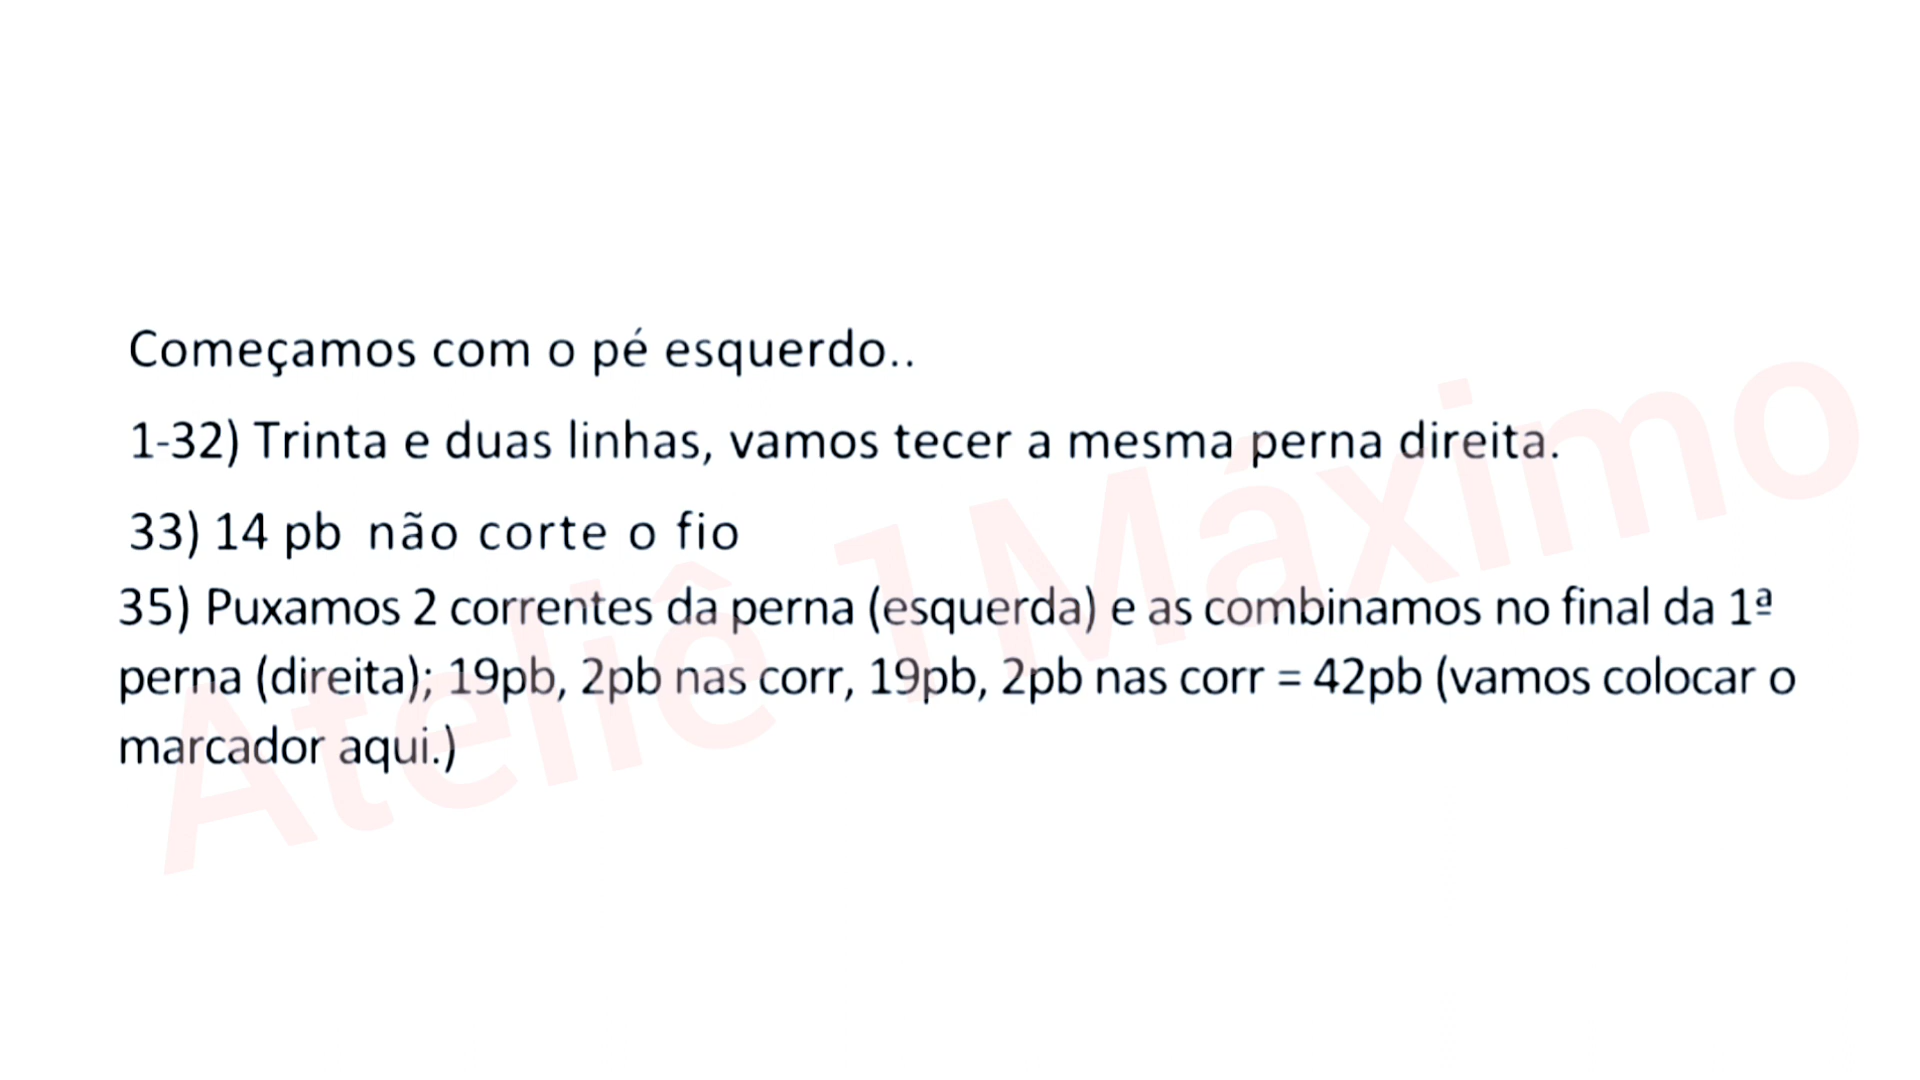 Começamos com o pé esquerdo..
1-32) Trinta e duas linhas, vamos tecer a mesma perna direita.
33) 14 pb não corte o fio
35) Puxamos 2 correntes da perna (esquerda) e as combinamos no final da 1ª
perna (direita); 19pb, 2pb nas corr, 19pb, 2pb nas corr = 42pb (vamos colocar o
marcador aqui.)
Ateliê J Máximo